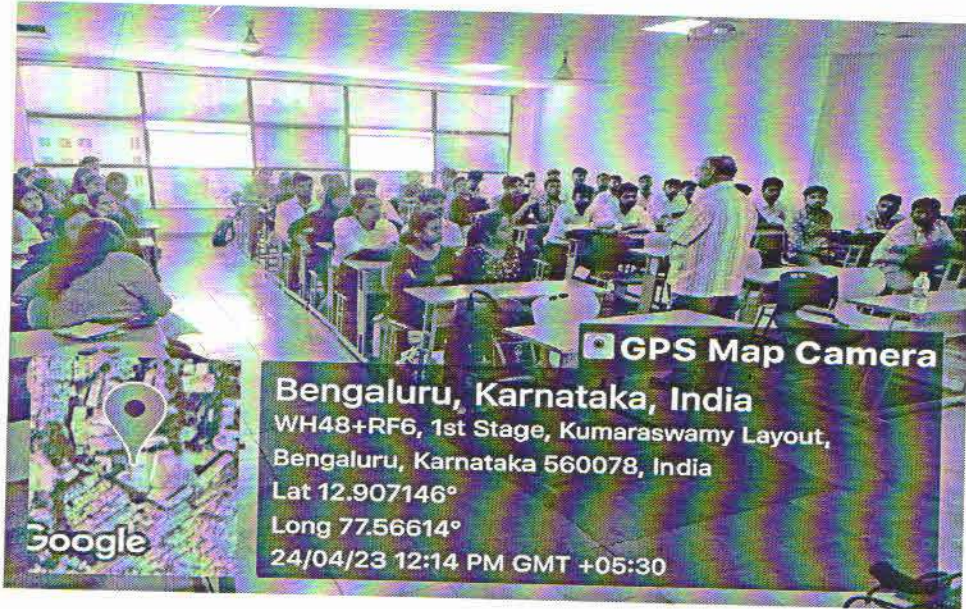 GPS Map Camera
Bengaluru, Karnataka, India
WH48+RF6, 1st Stage, Kumaraswamy Layout,
Bengaluru, Karnataka 560078, India
Lat 12.907146°
Long 77.56614°
24/04/23 12:14 PM GMT +05:30
Google